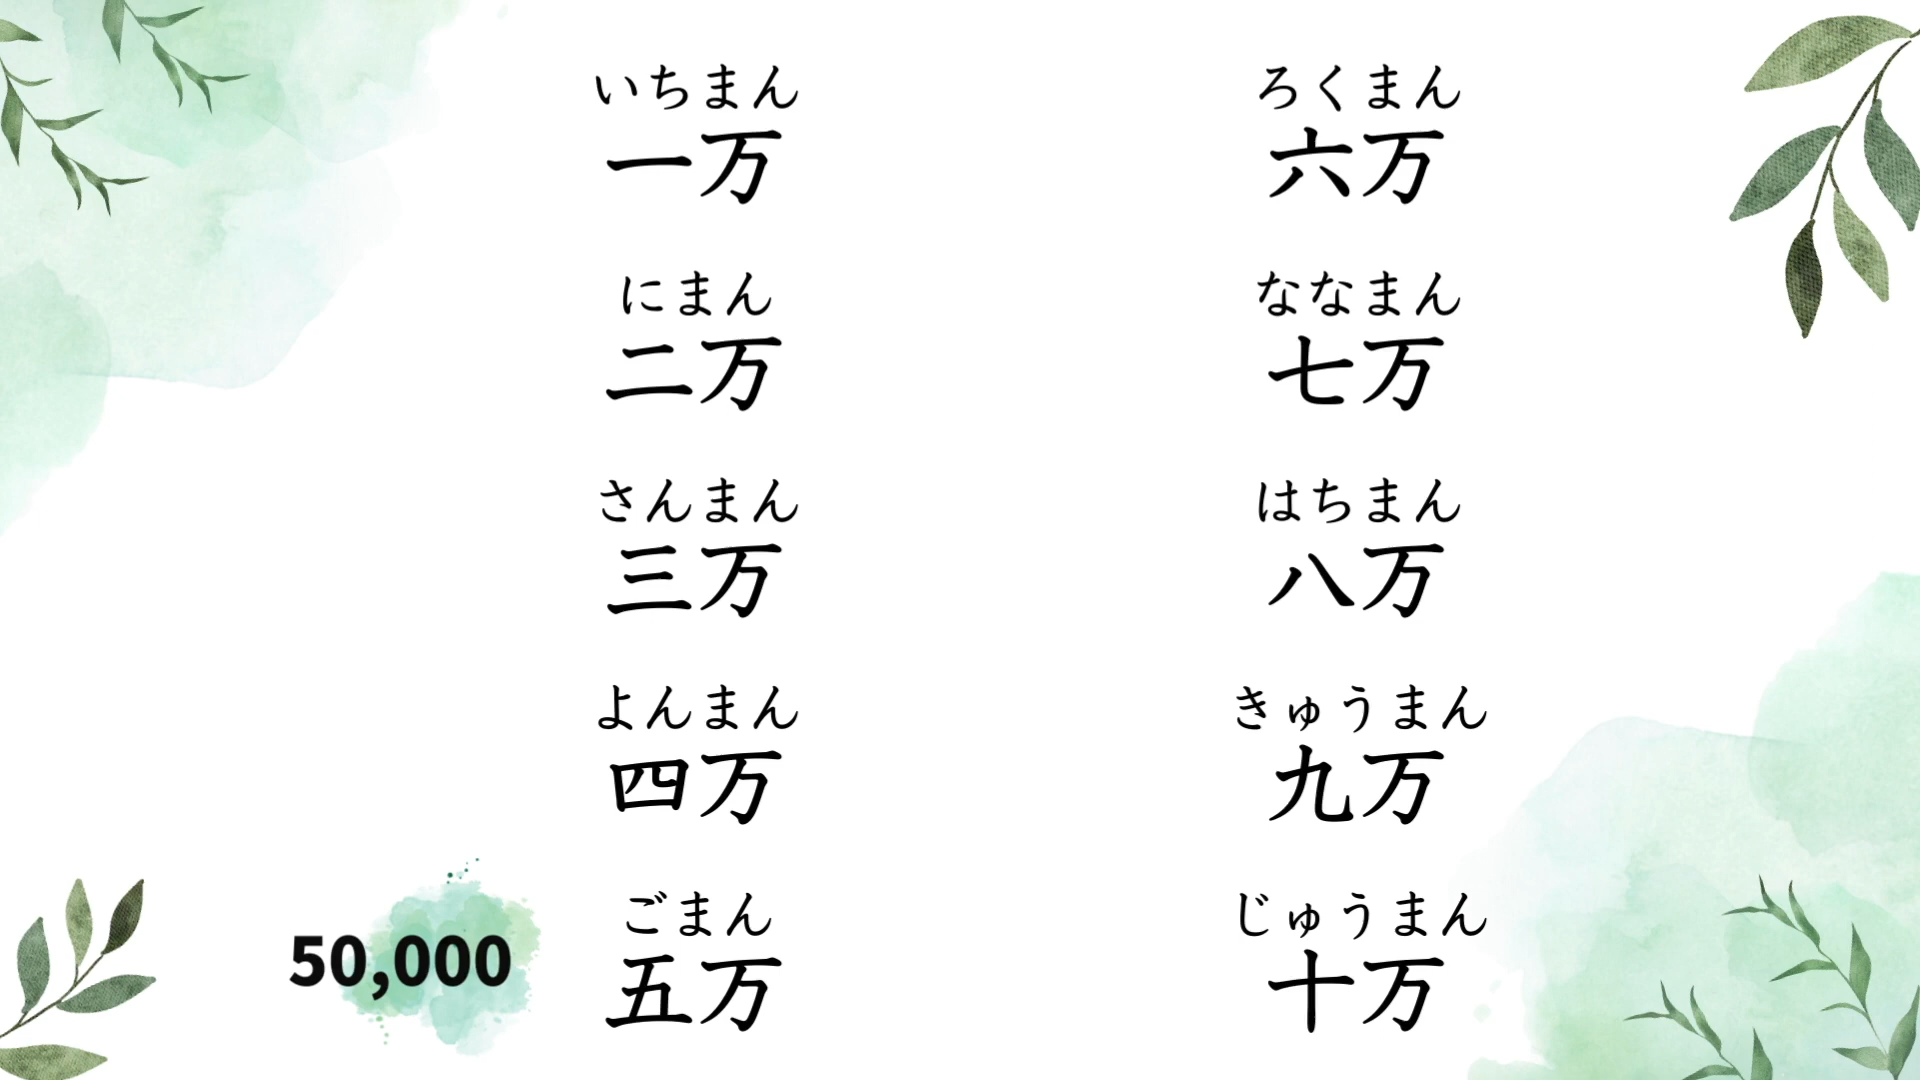 いちまん
一万
にまん
二万
さんまん
三万
よんまん
四万
ごまん
50,000 五万
ろくまん
六万
ななまん
七万
はちまん
八万
きゅうまん
九万
じゅうまん
十万